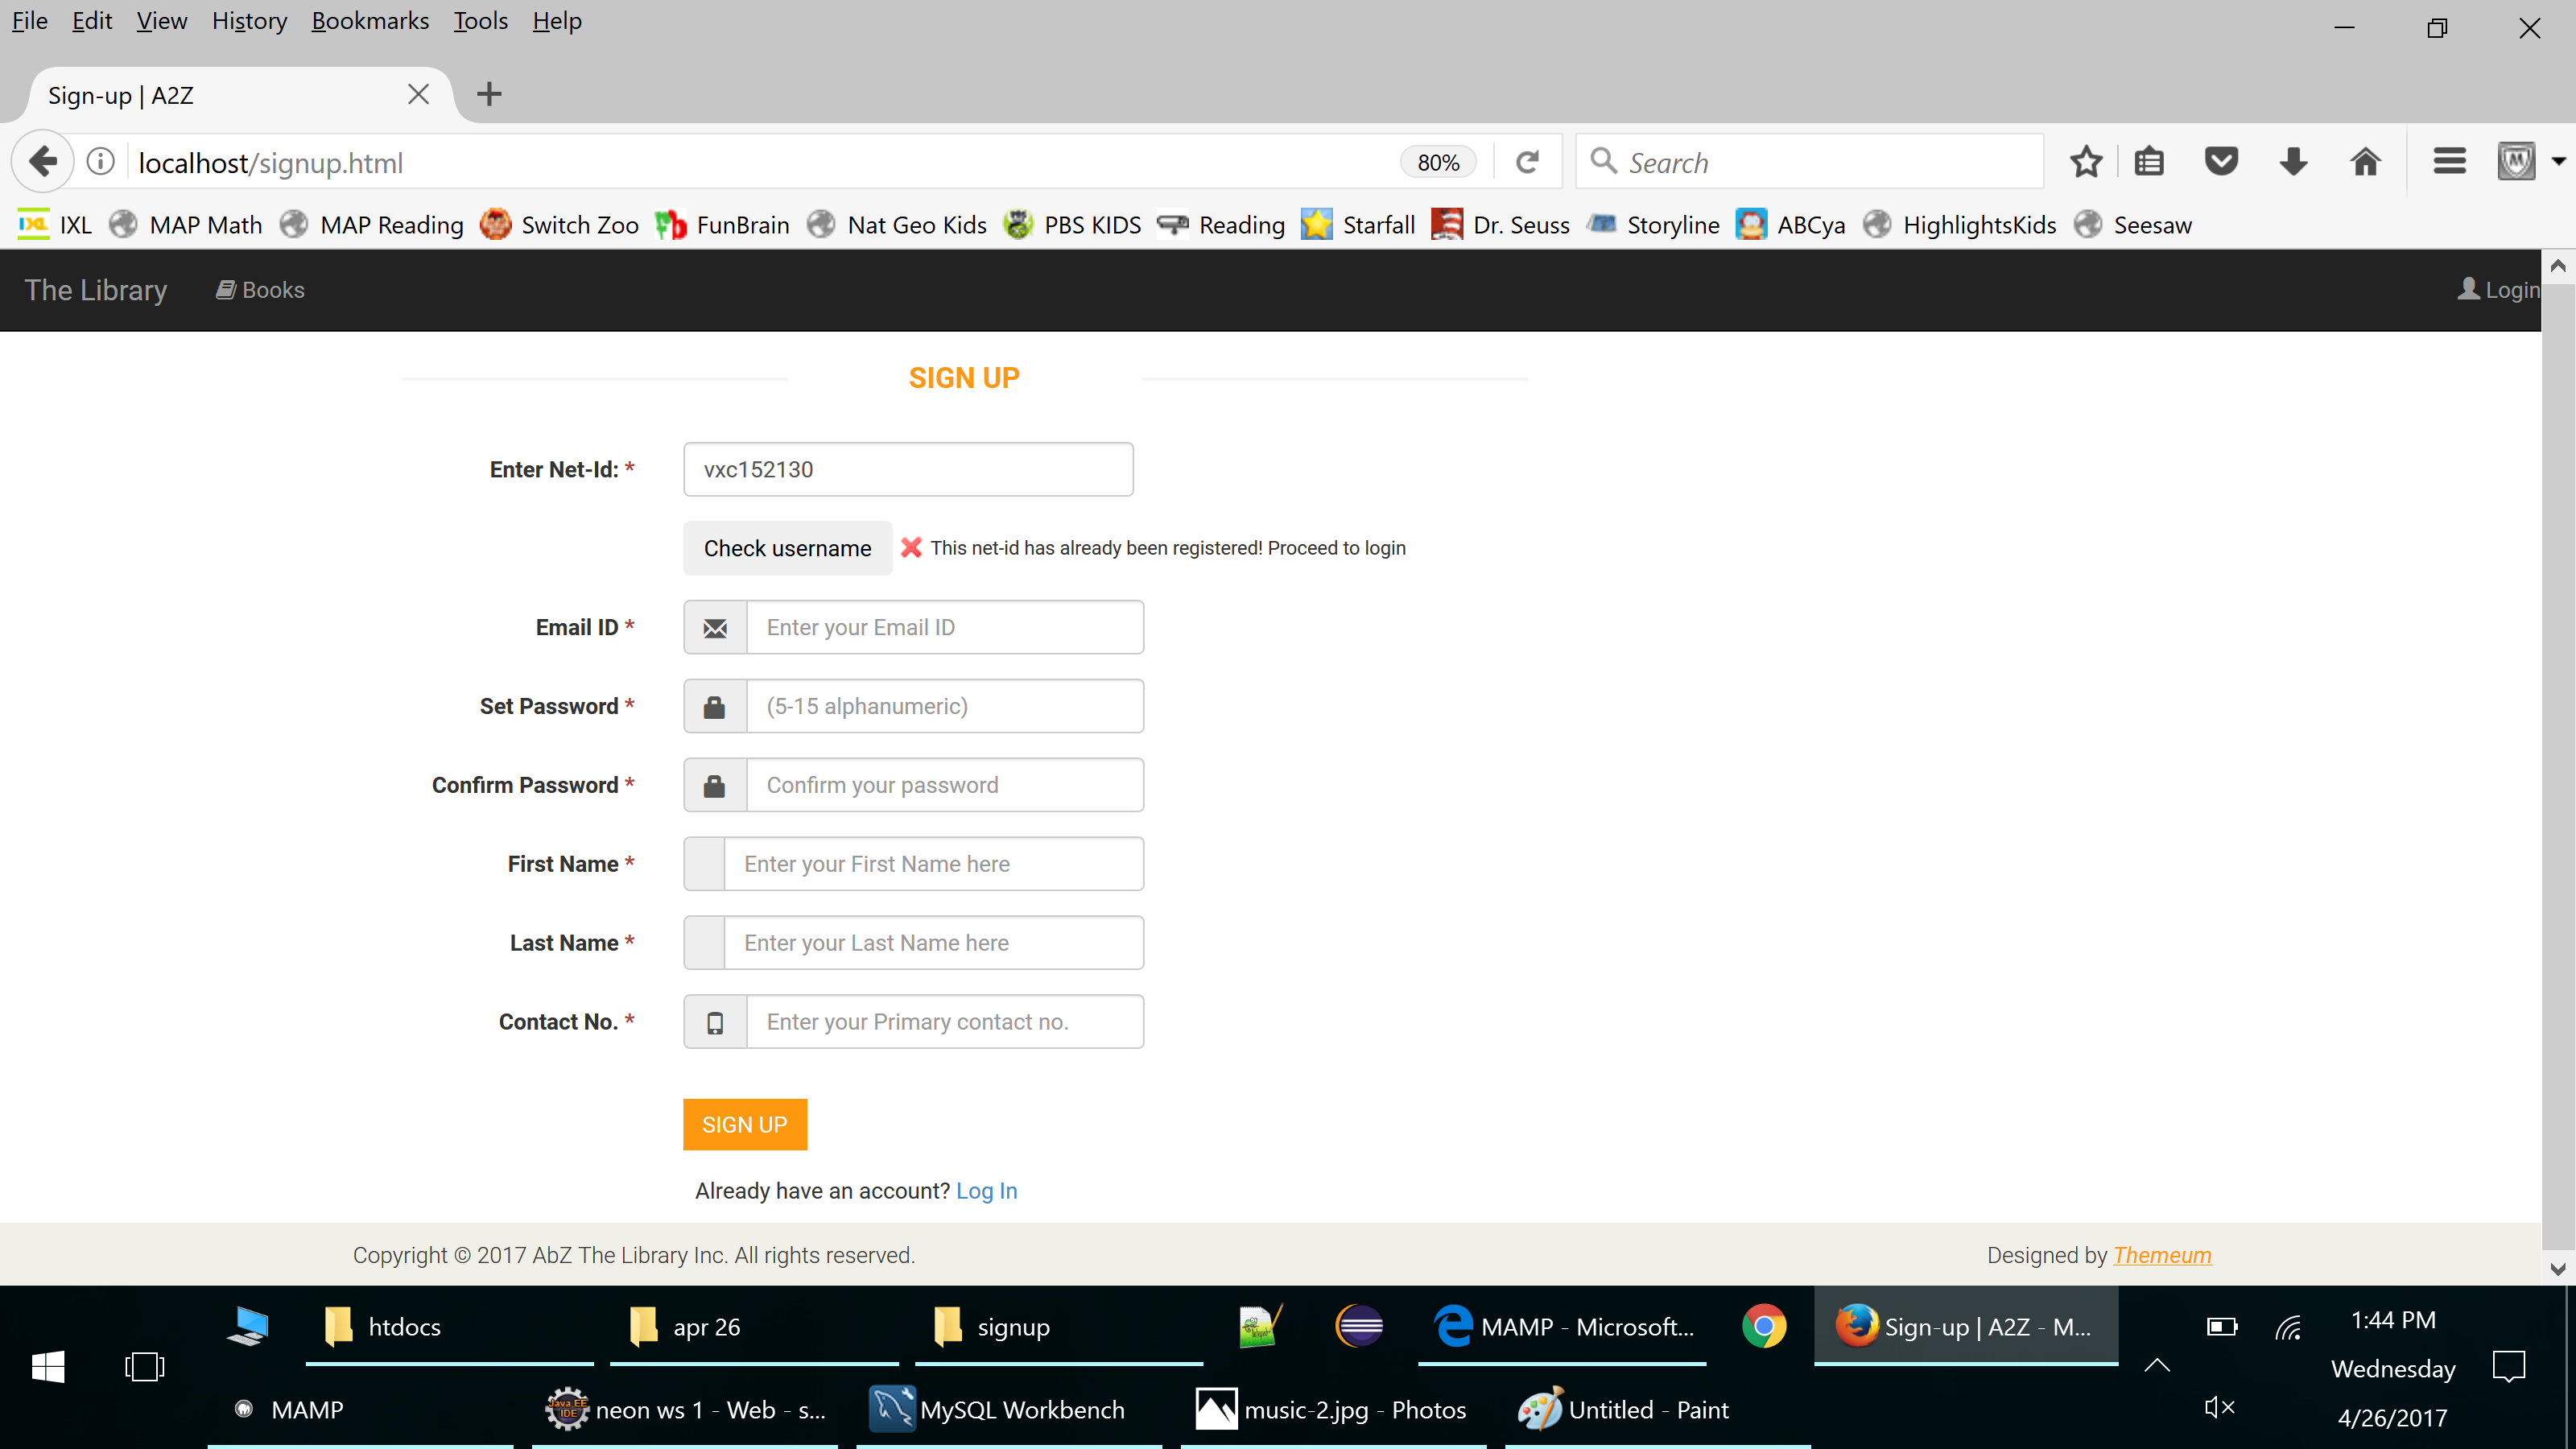 File Edit View History Bookmarks Tools Help
Sign-up | A2Z
localhost/signup.html 80% Search
IXL MAP Math MAP Reading Switch Zoo FunBrain Nat Geo Kids PBS KIDS Reading Starfall Dr. Seuss Storyline ABCya HighlightsKids Seesaw
The Library Books Login
SIGN UP
Enter Net-Id: * vxc152130
Check username This net-id has already been registered! Proceed to login
Email ID * Enter your Email ID
Set Password * (5-15 alphanumeric)
Confirm Password * Confirm your password
First Name * Enter your First Name here
Last Name * Enter your Last Name here
Contact No. * Enter your Primary contact no.
SIGN UP
Already have an account? Log In
Copyright © 2017 AbZ The Library Inc. All rights reserved. Designed by Themeum
htdocs apr 26 signup MAMP - Microsoft... Sign-up | A2Z - M... 1:44 PM
Wednesday
MAMP neon ws 1 - Web - s... MySQL Workbench music-2.jpg - Photos Untitled - Paint 4/26/2017